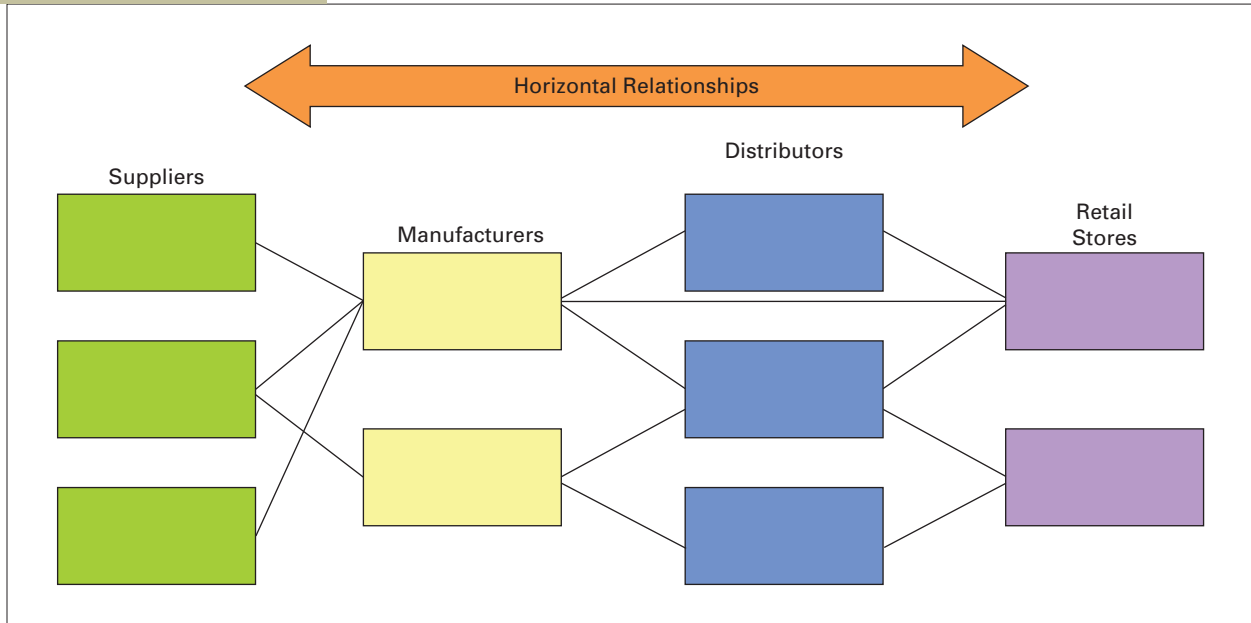 Horizontal Relationships
Distributors
Suppliers
Manufacturers
Retail
Stores